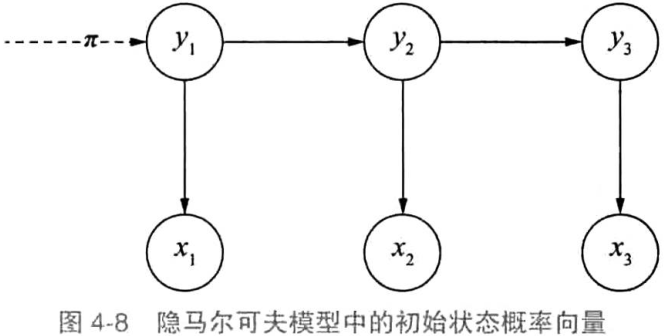 π y₁ y₂ y₃
x₁ x₂ x₃
图 4-8 隐马尔可夫模型中的初始状态概率向量